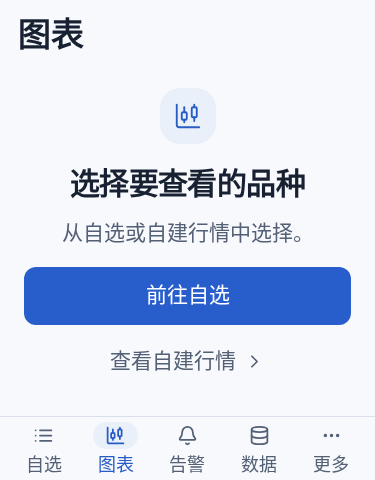 图表
选择要查看的品种
从自选或自建行情中选择。
前往自选
查看自建行情
自选
图表
告警
数据
更多